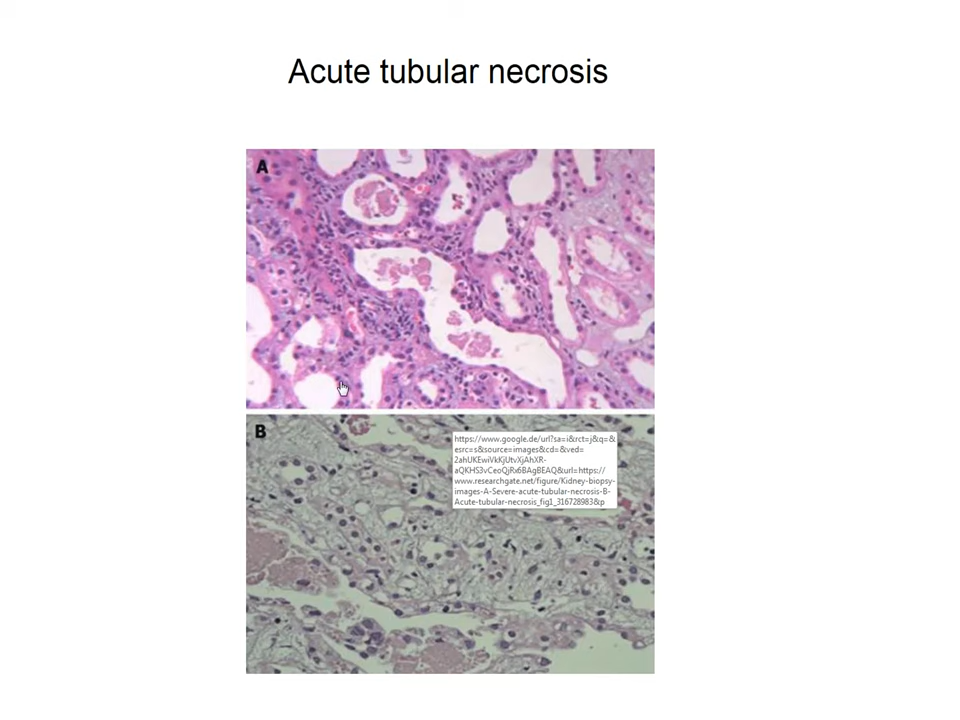 Acute tubular necrosis
A
B
https://www.google.de/url?sa=i&rct=j&q=&
esrc=s&source=images&cd=&ved=
2ahUKEwiVkKjUtvXjAhXR-
aQKHS3vCeoQjRx6BAgBEAQ&url=https://
www.researchgate.net/figure/Kidney-biopsy-
images-A-Severe-acute-tubular-necrosis-B-
Acute-tubular-necrosis_fig1_316728983&p